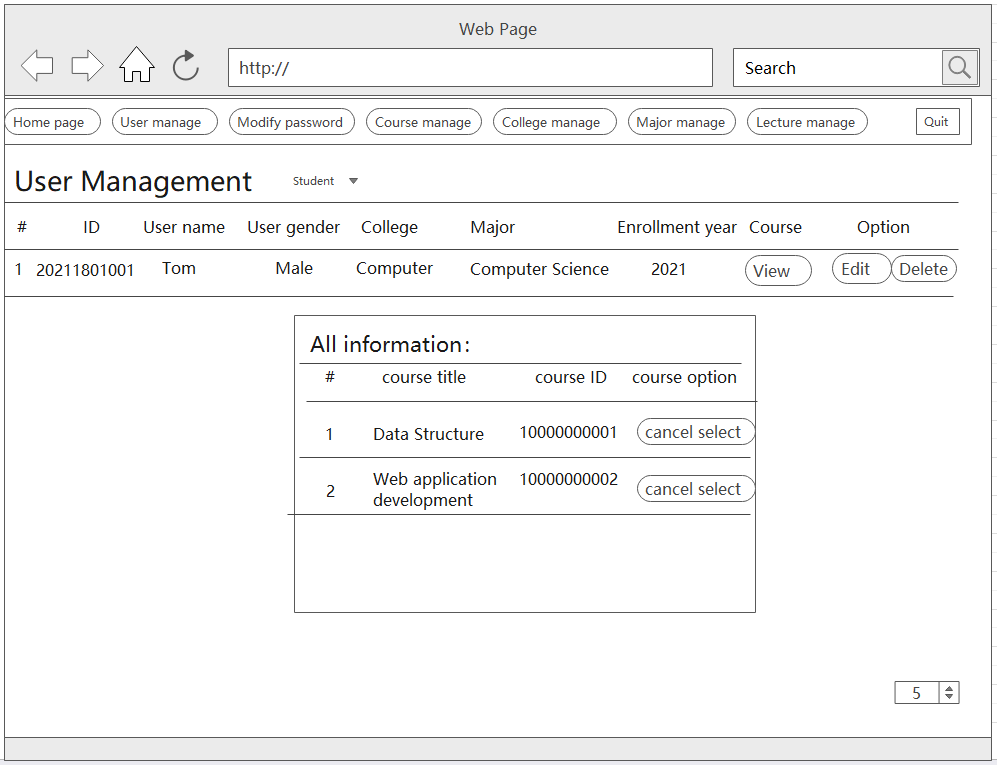 Web Page
http://
Search
Home page User manage Modify password Course manage College manage Major manage Lecture manage Quit
User Management Student
# ID User name User gender College Major Enrollment year Course Option
1 20211801001 Tom Male Computer Computer Science 2021 View Edit Delete
All information:
# course title course ID course option
1 Data Structure 10000000001 cancel select
2 Web application development 10000000002 cancel select
5